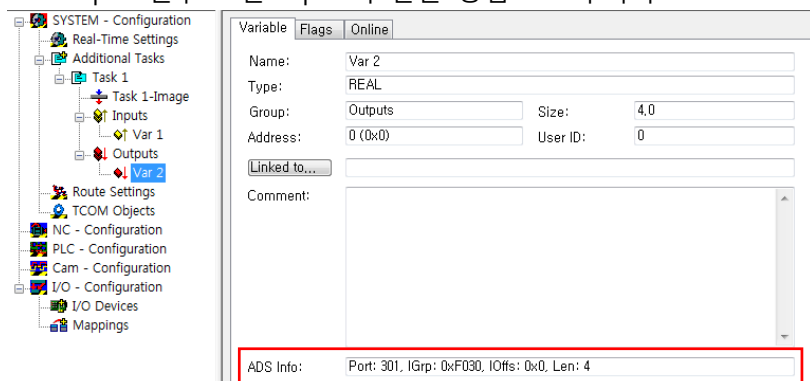 SYSTEM - Configuration
Real-Time Settings
Additional Tasks
Task 1
Task 1-Image
Inputs
Var 1
Outputs
Var 2
Route Settings
TCOM Objects
NC - Configuration
PLC - Configuration
Cam - Configuration
I/O - Configuration
I/O Devices
Mappings
Variable Flags Online
Name: Var 2
Type: REAL
Group: Outputs Size: 4,0
Address: 0 (0x0) User ID: 0
Linked to...
Comment:
ADS Info: Port: 301, IGrp: 0xF030, IOffs: 0x0, Len: 4